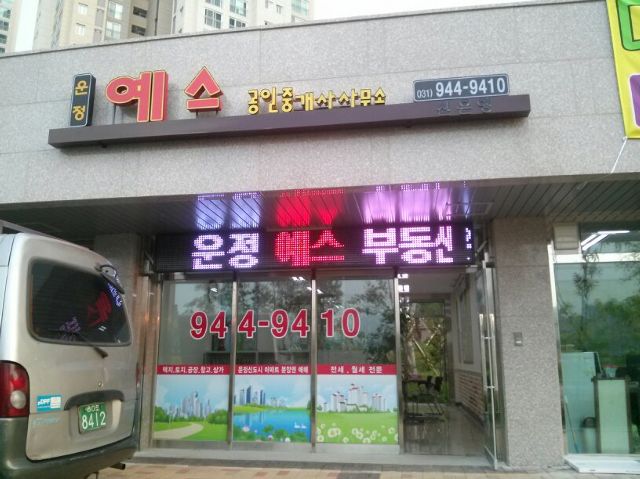 운정
예스 공인중개사사무소
(031) 944-9410
운정 예스 부동산
944-9410
택지, 토지, 공장, 창고, 상가
운정신도시 아파트 분양권 매매
전세, 월세 전문
8412